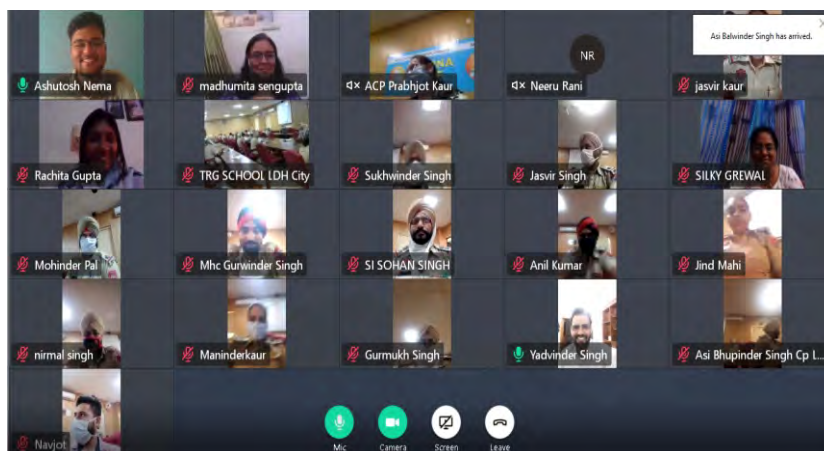 Asi Balwinder Singh has arrived.
NR
Ashutosh Nema
madhumita sengupta
ACP Prabhjot Kaur
Neeru Rani
jasvir kaur
Rachita Gupta
TRG SCHOOL LDH City
Sukhwinder Singh
Jasvir Singh
SILKY GREWAL
Mohinder Pal
Mhc Gurwinder Singh
SI SOHAN SINGH
Anil Kumar
Jind Mahi
nirmal singh
Maninderkaur
Gurmukh Singh
Yadvinder Singh
Asi Bhupinder Singh Cp L...
Navjot
Mic
Camera
Screen
Leave